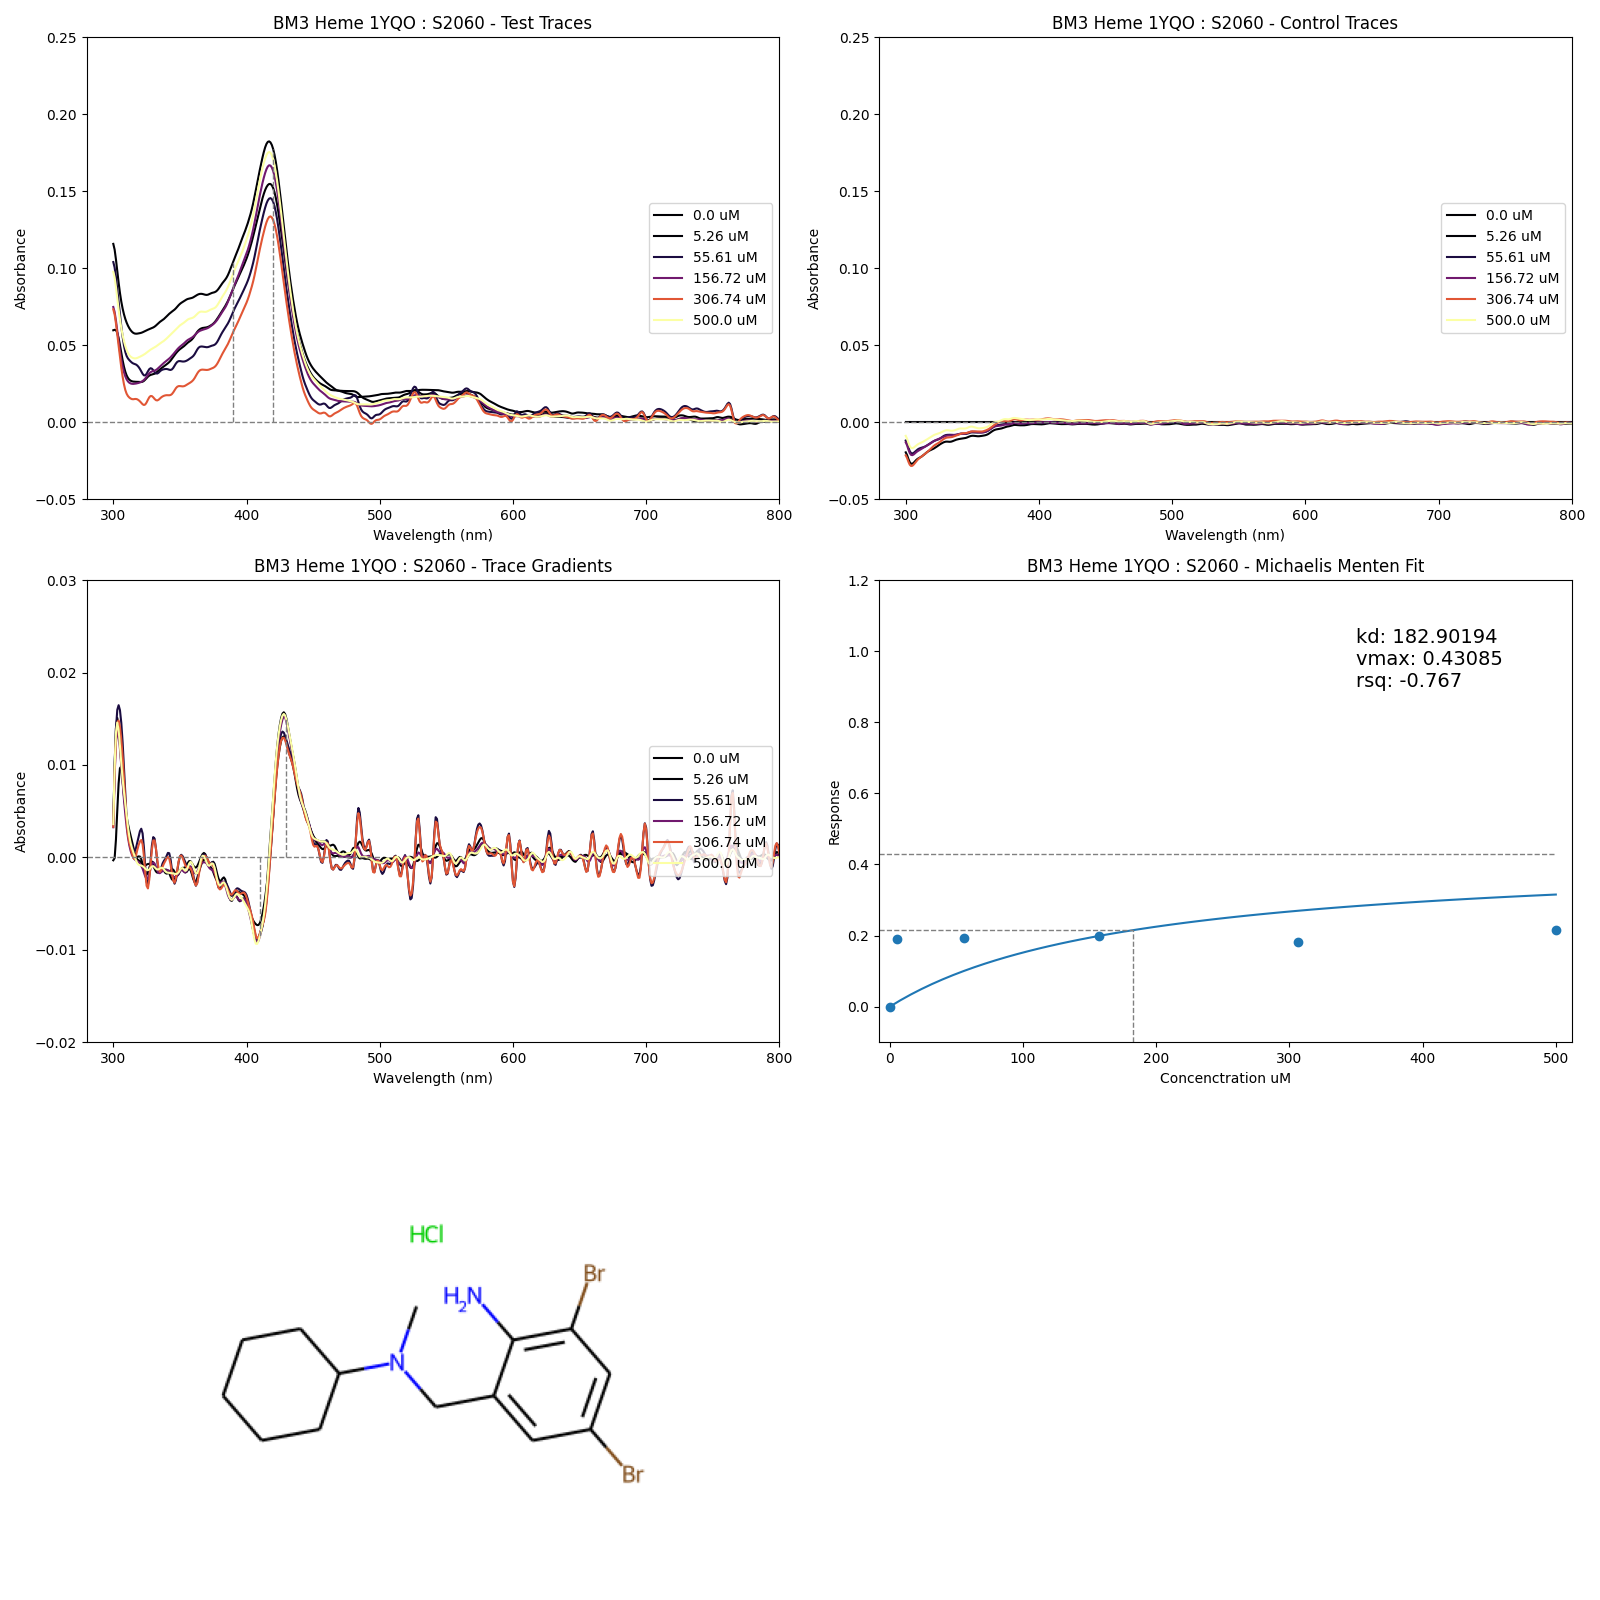 BM3 Heme 1YQO : S2060 - Test Traces
0.25
0.20
0.15
0.10
0.05
0.00
−0.05
Absorbance
300 400 500 600 700 800
Wavelength (nm)
0.0 uM
5.26 uM
55.61 uM
156.72 uM
306.74 uM
500.0 uM
BM3 Heme 1YQO : S2060 - Control Traces
0.25
0.20
0.15
0.10
0.05
0.00
−0.05
Absorbance
300 400 500 600 700 800
Wavelength (nm)
0.0 uM
5.26 uM
55.61 uM
156.72 uM
306.74 uM
500.0 uM
BM3 Heme 1YQO : S2060 - Trace Gradients
0.03
0.02
0.01
0.00
−0.01
−0.02
Absorbance
300 400 500 600 700 800
Wavelength (nm)
0.0 uM
5.26 uM
55.61 uM
156.72 uM
306.74 uM
500.0 uM
BM3 Heme 1YQO : S2060 - Michaelis Menten Fit
1.2
1.0
0.8
0.6
0.4
0.2
0.0
Response
kd: 182.90194
vmax: 0.43085
rsq: -0.767
0 100 200 300 400 500
Concenctration uM
HCl
Br
H2N
N
Br